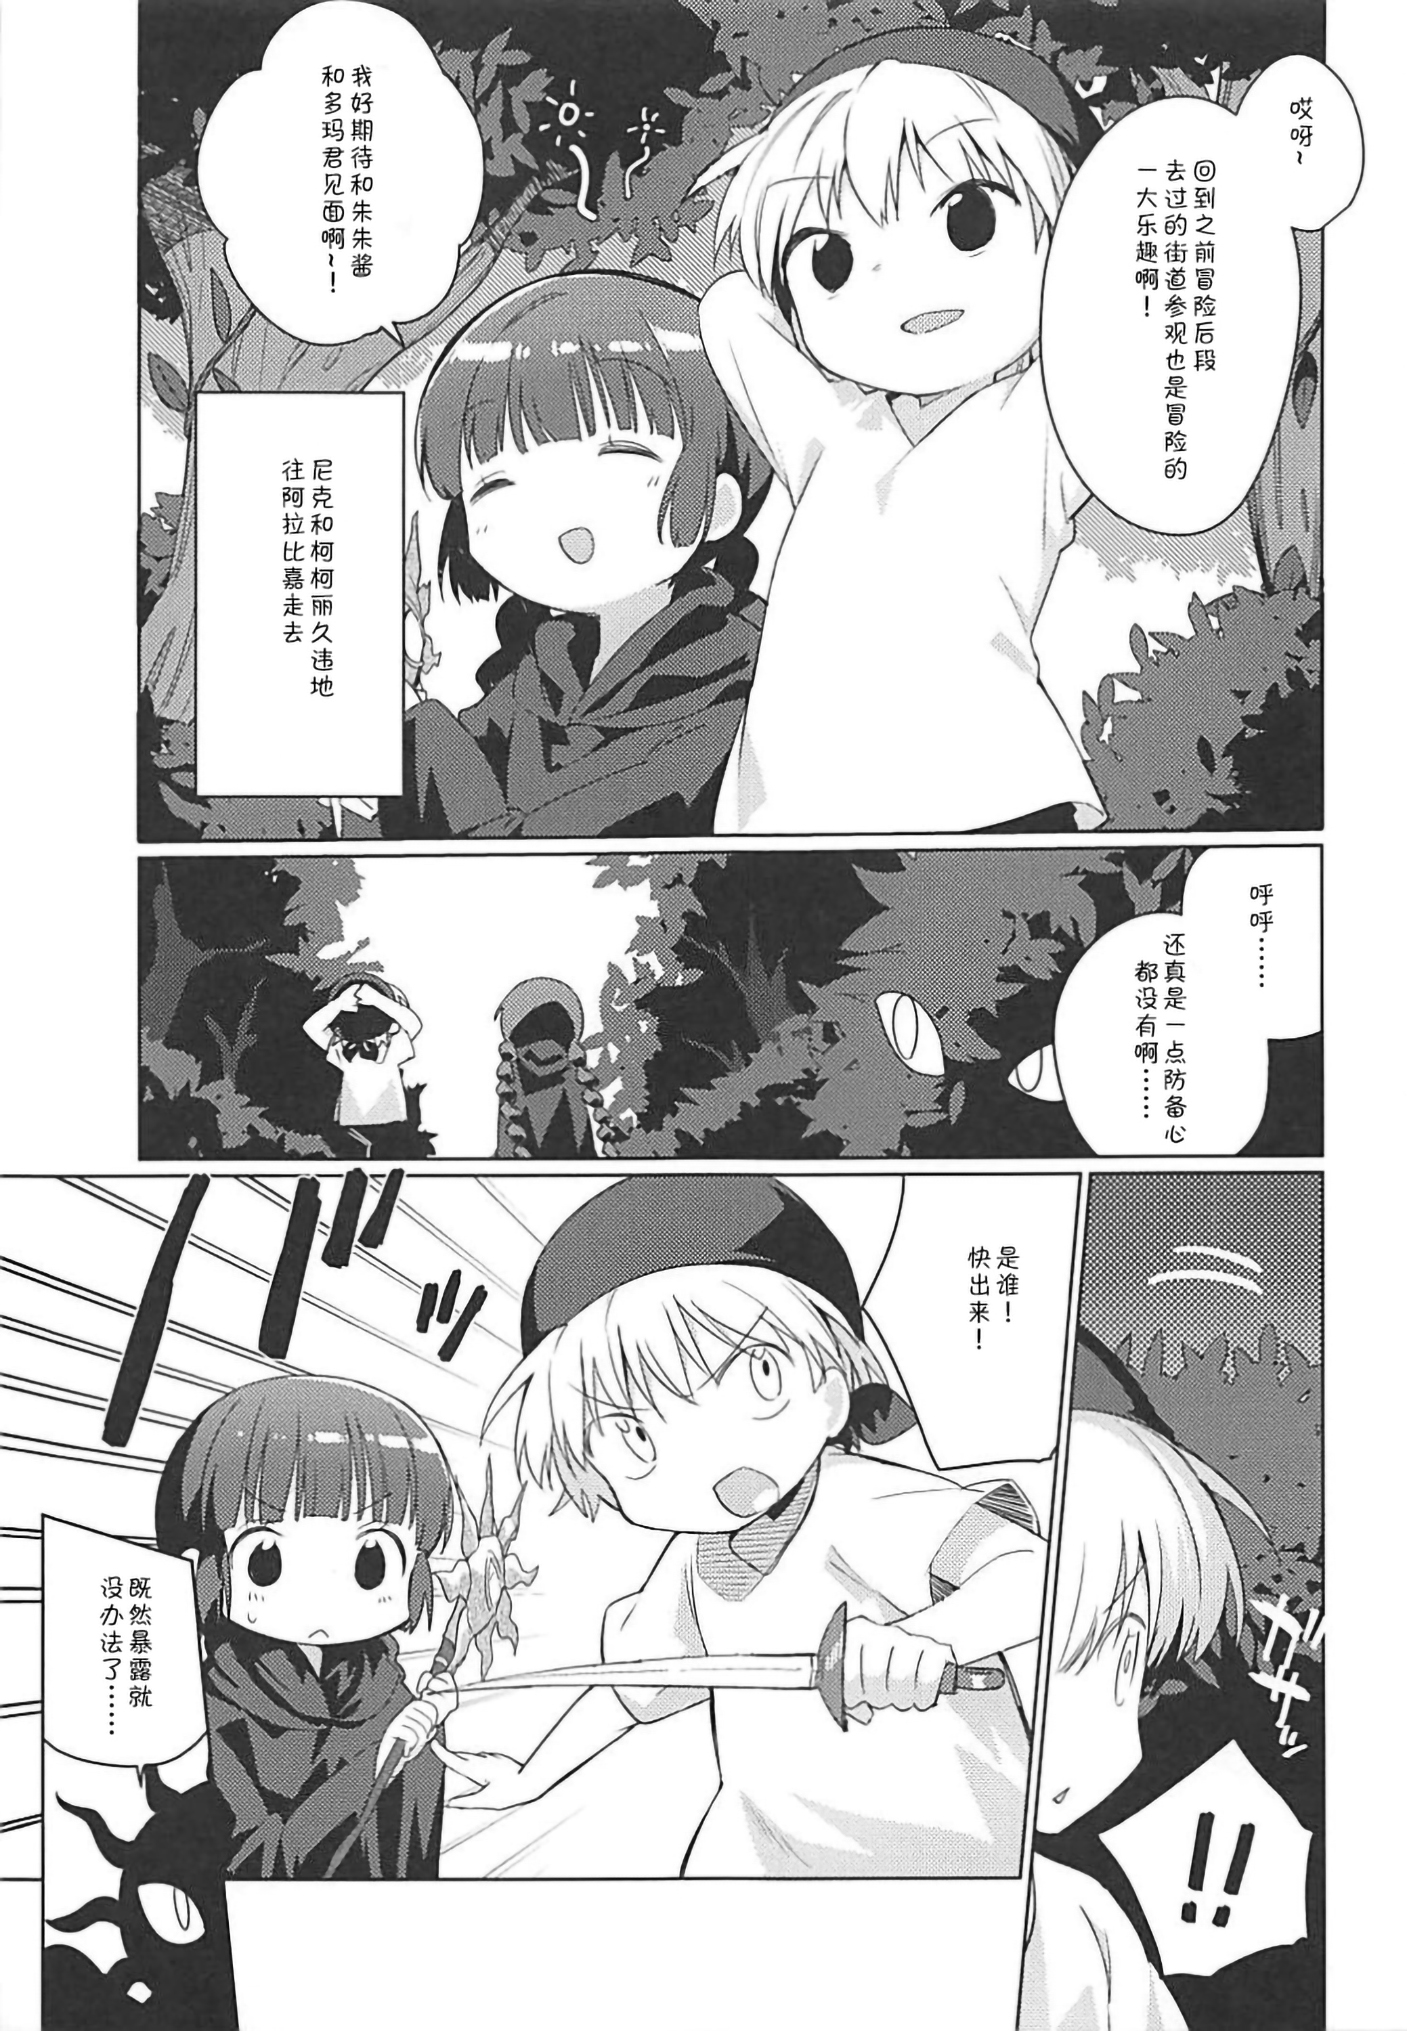 哎呀~
回到之前冒险后段
去过的街道参观也是冒险的
一大乐趣啊！
我好期待和朱朱酱
和多玛君见面啊~！
尼克和柯柯丽久违地
往阿拉比嘉走去
呼呼……
还真是一点防备心
都没有啊……
ガサッ
!!
是谁！
快出来！
既然暴露就
没办法了……